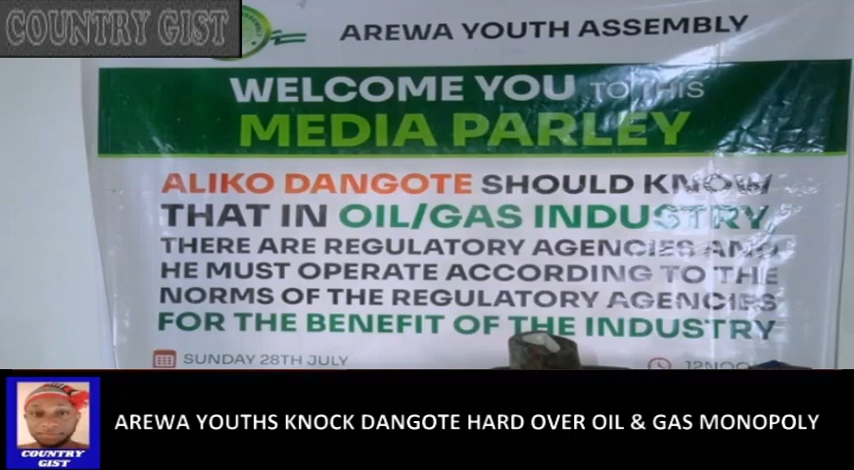 COUNTRY GIST
AREWA YOUTH ASSEMBLY
WELCOME YOU TO THIS
MEDIA PARLEY
ALIKO DANGOTE SHOULD KNOW
THAT IN OIL/GAS INDUSTRY,
THERE ARE REGULATORY AGENCIES AND
HE MUST OPERATE ACCORDING TO THE
NORMS OF THE REGULATORY AGENCIES
FOR THE BENEFIT OF THE INDUSTRY
SUNDAY 28TH JULY
COUNTRY
GIST
AREWA YOUTHS KNOCK DANGOTE HARD OVER OIL & GAS MONOPOLY